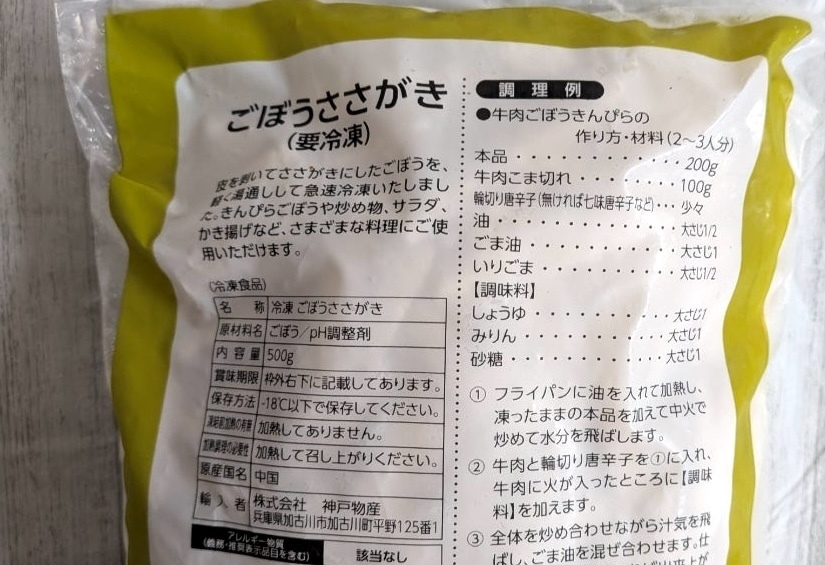 ごぼうささがき
(要冷凍)
皮を剥いてささがきにしたごぼうを、
軽く湯通しして急速冷凍いたしまし
た。きんぴらごぼうや炒め物、サラダ、
かき揚げなど、さまざまな料理にご使
用いただけます。
(冷凍食品)
名 称 冷凍 ごぼうささがき
原材料名 ごぼう/pH調整剤
内容量 500g
賞味期限 枠外右下に記載してあります。
保存方法 -18℃以下で保存してください。
凍結前加熱の有無 加熱してありません。
加熱調理の必要性 加熱して召し上がりください。
原産国名 中国
輸入者 株式会社 神戸物産
兵庫県加古川市加古川町平野125番1
アレルギー物質
(義務・推奨表示品目を含む) 該当なし
調理例
●牛肉ごぼうきんぴらの
作り方・材料(2〜3人分)
本品・・・・・・・・・・・200g
牛肉こま切れ・・・・・・・100g
輪切り唐辛子(無ければ七味唐辛子など)・・・少々
油・・・・・・・・・・・大さじ1/2
ごま油・・・・・・・・・大さじ1
いりごま・・・・・・・・大さじ1/2
【調味料】
しょうゆ・・・・・・・・・大さじ1
みりん・・・・・・・・・・大さじ1
砂糖・・・・・・・・・・・大さじ1
① フライパンに油を入れて加熱し、
凍ったままの本品を加えて中火で
炒めて水分を飛ばします。
② 牛肉と輪切り唐辛子を①に入れ、
牛肉に火が入ったところに【調味
料】を加えます。
③ 全体を炒め合わせながら汁気を飛
ばし、ごま油を混ぜ合わせます。仕